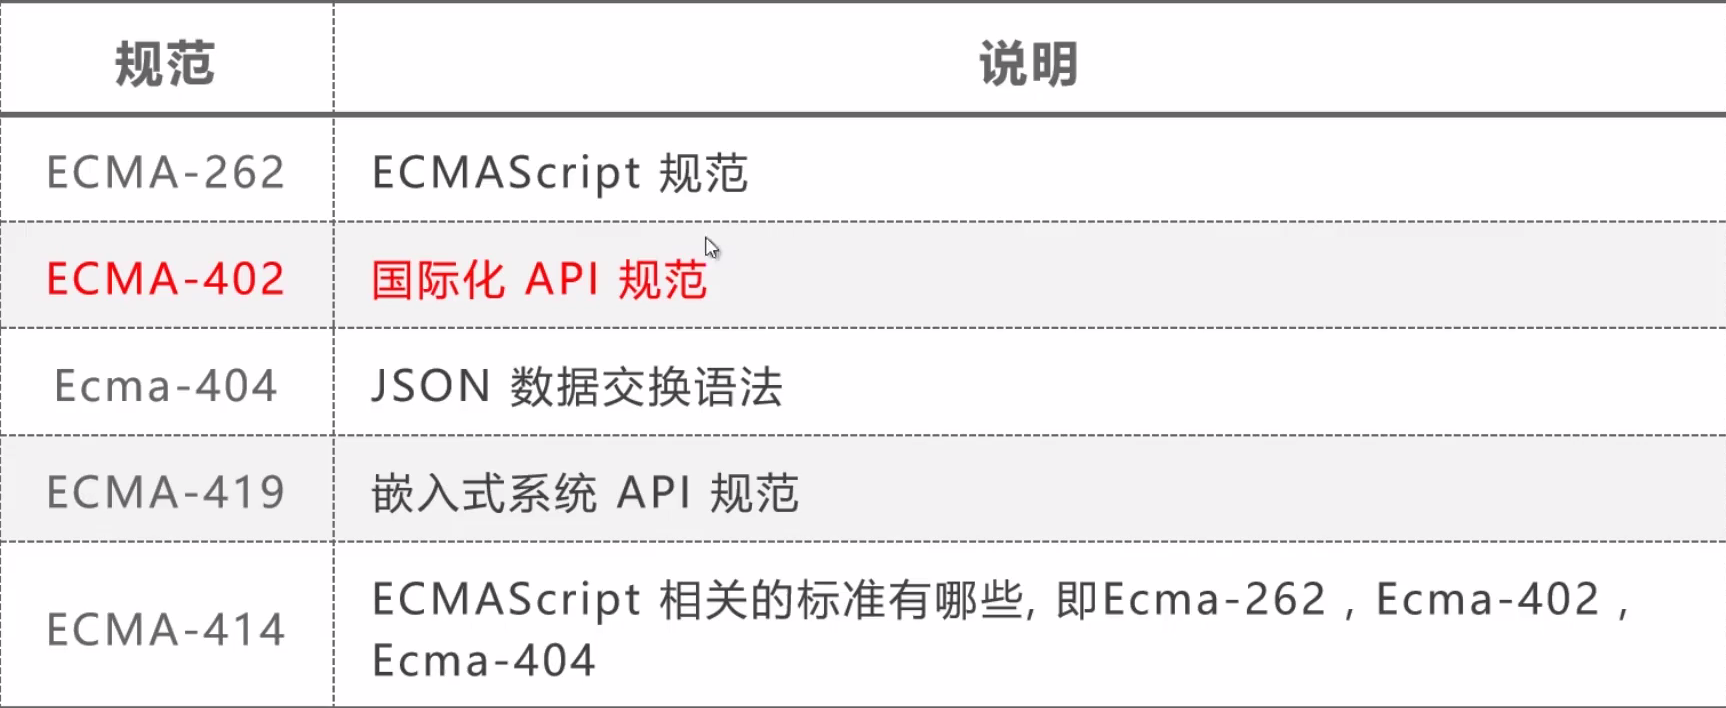 规范 说明
ECMA-262 ECMAScript 规范
ECMA-402 国际化 API 规范
Ecma-404 JSON 数据交换语法
ECMA-419 嵌入式系统 API 规范
ECMA-414 ECMAScript 相关的标准有哪些, 即Ecma-262 , Ecma-402 ,
Ecma-404